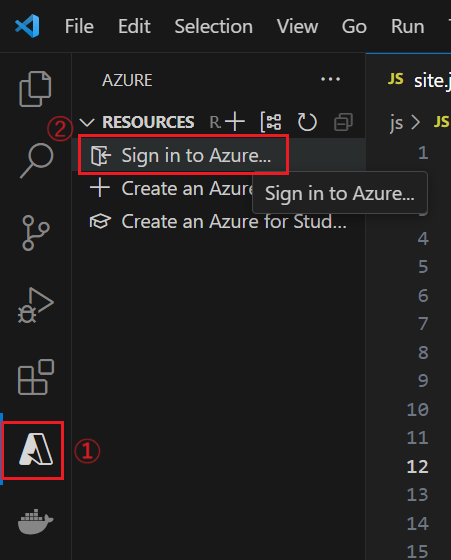 File Edit Selection View Go Run
AZURE ...
JS site.j
② RESOURCES R.
js > JS
Sign in to Azure...
1
Create an Azure
Sign in to Azure...
3
Create an Azure for Stud...
4
5
6
7
8
9
10
11
12
13
14
15
①